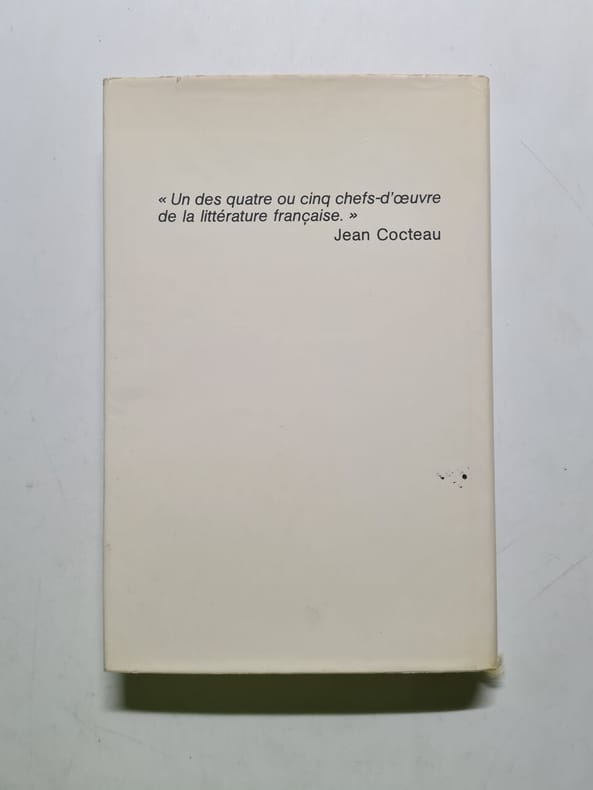 « Un des quatre ou cinq chefs-d'œuvre
de la littérature française. »
Jean Cocteau